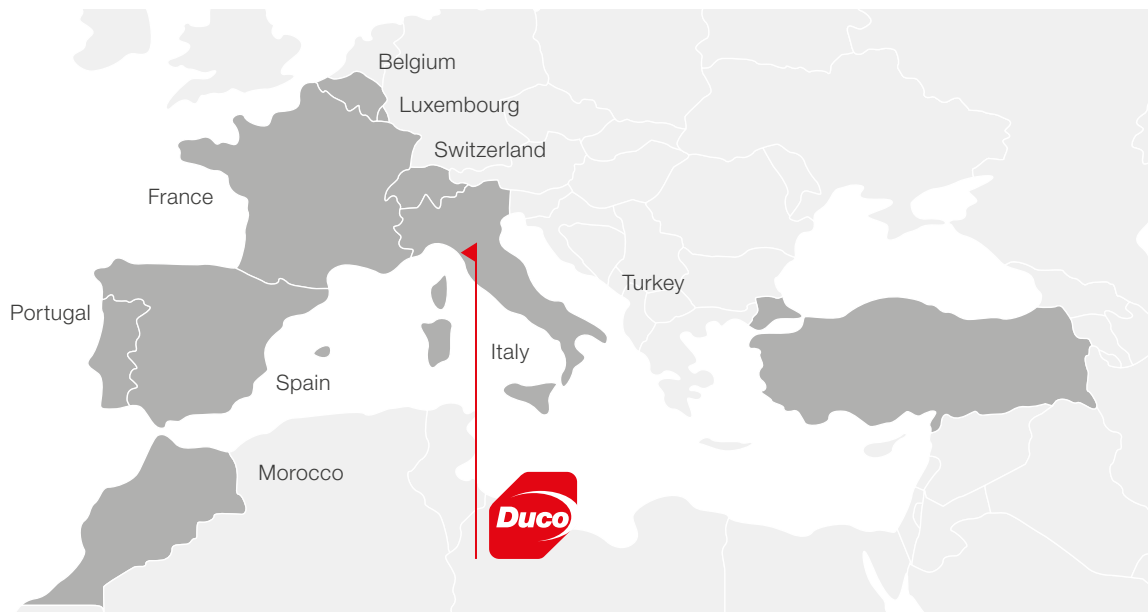 Belgium
Luxembourg
Switzerland
France
Turkey
Portugal
Italy
Spain
Morocco
Duco